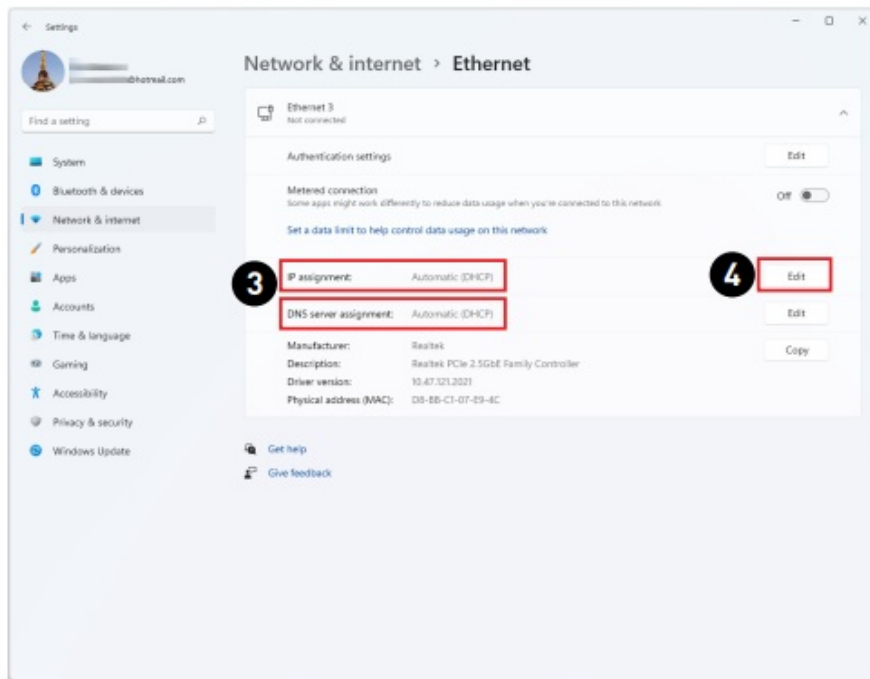 Settings
@hotmail.com
Find a setting
System
Bluetooth & devices
Network & internet
Personalization
Apps
Accounts
Time & language
Gaming
Accessibility
Privacy & security
Windows Update
Network & internet > Ethernet
Ethernet 3
Not connected
Authentication settings
Edit
Metered connection
Some apps might work differently to reduce data usage when you're connected to this network
Off
Set a data limit to help control data usage on this network
3
IP assignment: Automatic (DHCP)
4
Edit
DNS server assignment: Automatic (DHCP)
Edit
Manufacturer: Realtek
Copy
Description: Realtek PCIe 2.5GbE Family Controller
Driver version: 10.47.121.2021
Physical address (MAC): D8-BB-C1-07-E9-4C
Get help
Give feedback